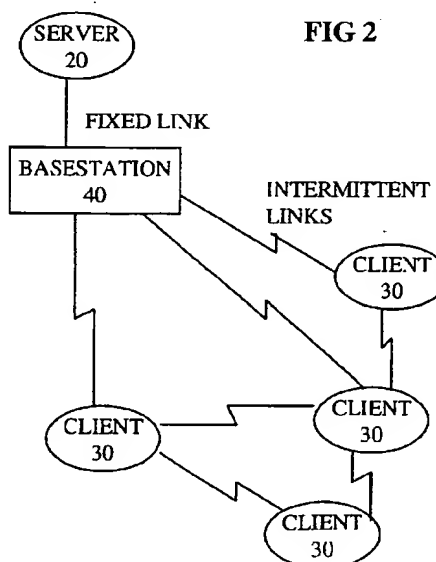 FIG 2
SERVER
20
FIXED LINK
BASESTATION
40
INTERMITTENT
LINKS
CLIENT
30
CLIENT
30
CLIENT
30
CLIENT
30